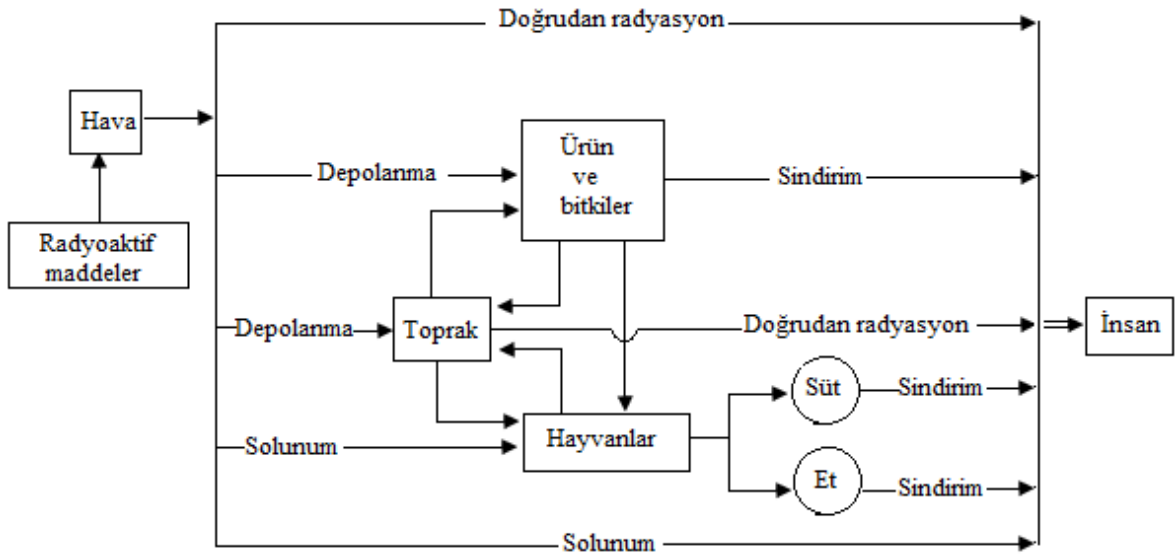 Doğrudan radyasyon
Hava
Ürün
ve
bitkiler
Depolanma
Sindirim
Radyoaktif
maddeler
Depolanma
Toprak
Doğrudan radyasyon
İnsan
Süt
Sindirim
Solunum
Hayvanlar
Et
Sindirim
Solunum